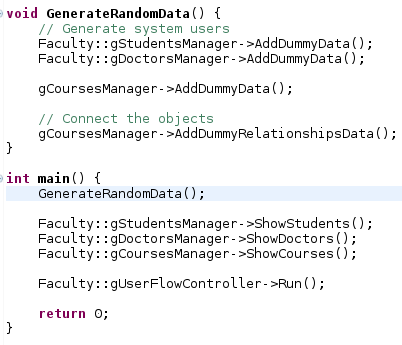 void GenerateRandomData() {
// Generate system users
Faculty::gStudentsManager->AddDummyData();
Faculty::gDoctorsManager->AddDummyData();
gCoursesManager->AddDummyData();
// Connect the objects
gCoursesManager->AddDummyRelationshipsData();
}
int main() {
GenerateRandomData();
Faculty::gStudentsManager->ShowStudents();
Faculty::gDoctorsManager->ShowDoctors();
Faculty::gCoursesManager->ShowCourses();
Faculty::gUserFlowController->Run();
return 0;
}